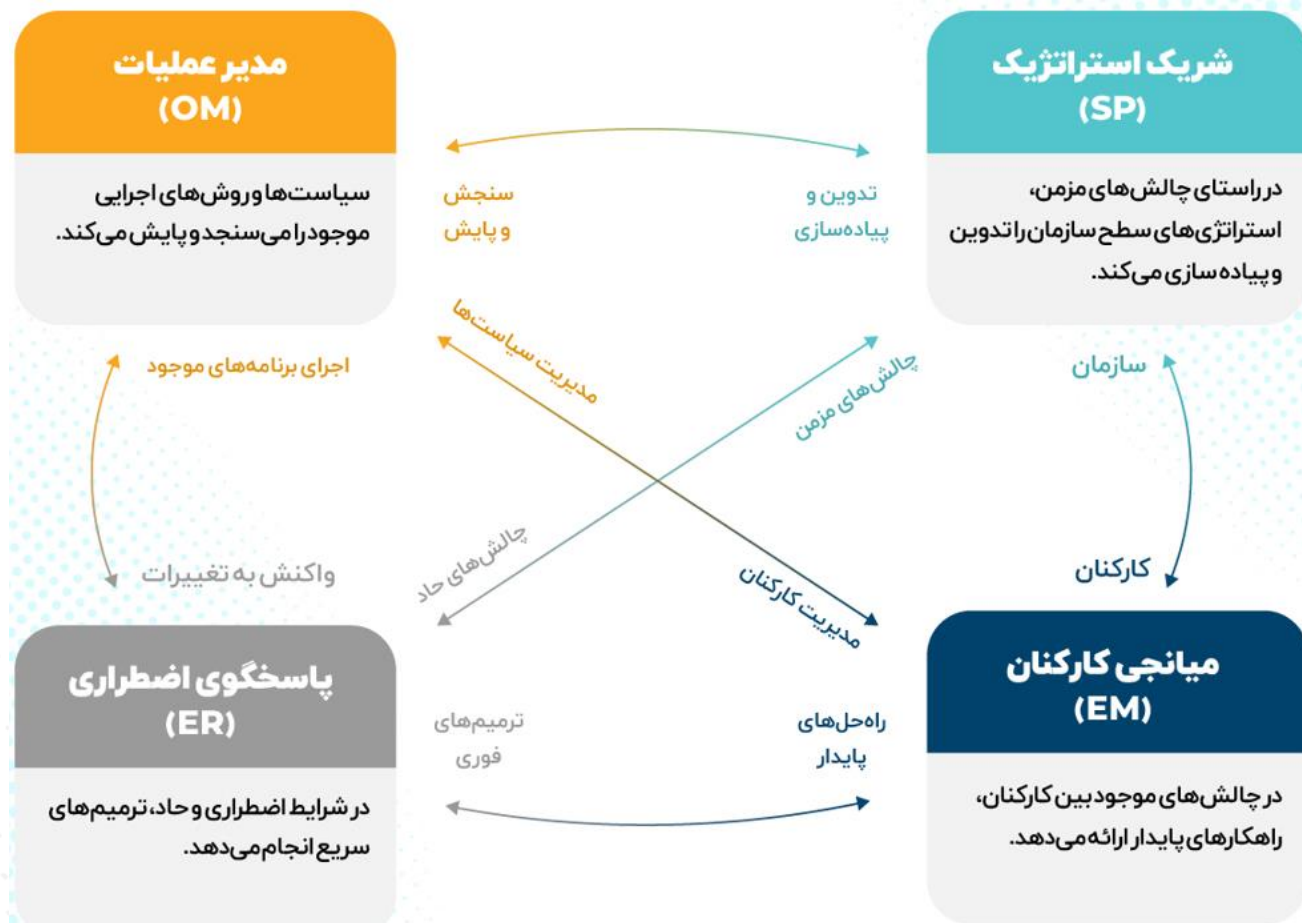 شریک استراتژیک
(SP)
در راستای چالش‌های مزمن،
استراتژی‌های سطح سازمان را تدوین
و پیاده سازی می‌کند.
مدیر عملیات
(OM)
سیاست‌ها و روش‌های اجرایی
موجود را می‌سنجد و پایش می‌کند.
تدوین و
پیاده‌سازی
سنجش
و پایش
سازمان
چالش‌های مزمن
مدیریت سیاست‌ها
اجرای برنامه‌های موجود
کارکنان
مدیریت کارکنان
چالش‌های حاد
واکنش به تغییرات
میانجی کارکنان
(EM)
در چالش‌های موجود بین کارکنان،
راهکارهای پایدار ارائه می‌دهد.
راه‌حل‌های
پایدار
ترمیم‌های
فوری
پاسخگوی اضطراری
(ER)
در شرایط اضطراری و حاد، ترمیم‌های
سریع انجام می‌دهد.